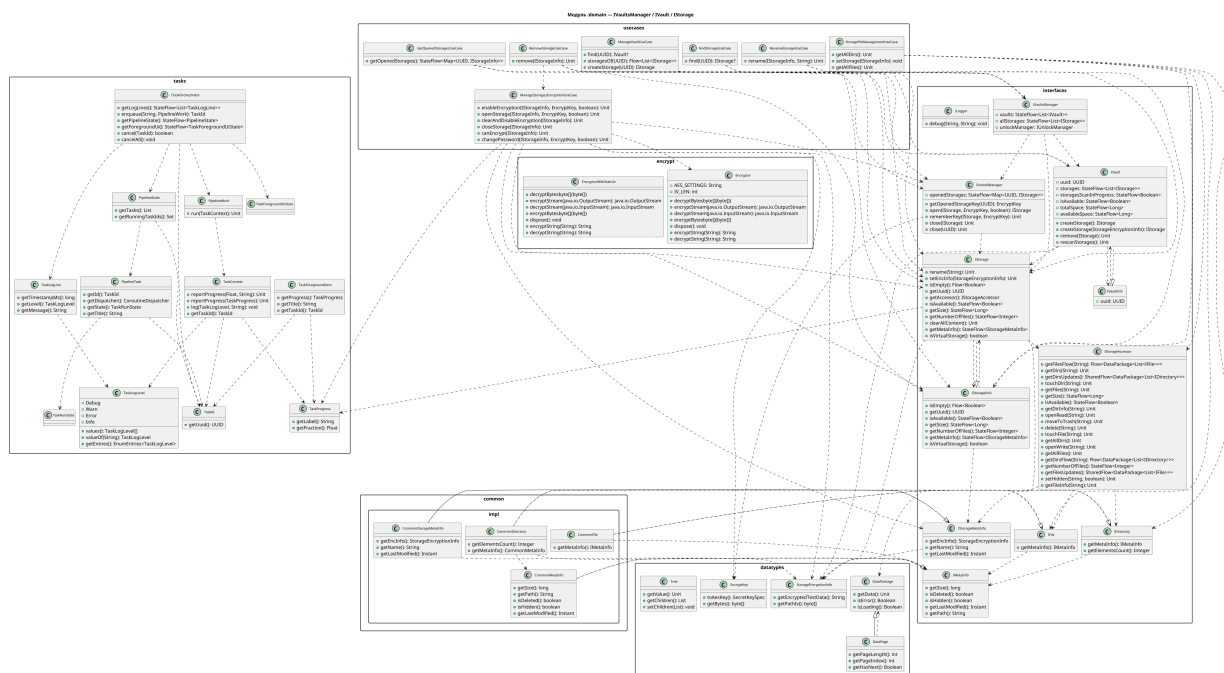 Модуль :domain — IVaultsManager / IVault / IStorage
usecases
GetOpenedStoragesUseCase
getOpenedStorages(): StateFlow<Map<UUID, IStorageInfo>>
RemoveStorageUseCase
remove(IStorageInfo): Unit
ManageVaultUseCase
find(UUID): IVault?
storagesOf(UUID): Flow<List<IStorage>>
createStorage(UUID): IStorage
FindStorageUseCase
find(UUID): IStorage?
RenameStorageUseCase
rename(IStorageInfo, String): Unit
StorageFileManagementUseCase
getAllDirs(): Unit
setStorage(IStorageInfo): void
getAllFiles(): Unit
ManageStoragesEncryptionUseCase
enableEncryption(IStorageInfo, EncryptKey, boolean): Unit
openStorage(IStorageInfo, EncryptKey, boolean): Unit
clearAndDisableEncryption(IStorageInfo): Unit
closeStorage(IStorageInfo): Unit
canEncrypt(IStorageInfo): Unit
changePassword(IStorageInfo, EncryptKey, boolean): Unit
tasks
ITaskOrchestrator
getLogLines(): StateFlow<List<TaskLogLine>>
enqueue(String, PipelineWork): TaskId
getPipelineState(): StateFlow<PipelineState>
getForegroundUi(): StateFlow<TaskForegroundUiState>
cancel(TaskId): boolean
cancelAll(): void
PipelineState
getTasks(): List
getRunningTaskIds(): Set
PipelineWork
run(TaskContext): Unit
TaskForegroundUiState
TaskLogLine
getTimestampMs(): long
getLevel(): TaskLogLevel
getMessage(): String
PipelineTask
getId(): TaskId
getDispatcher(): CoroutineDispatcher
getState(): TaskRunState
getTitle(): String
TaskContext
reportProgress(Float, String): Unit
reportProgress(TaskProgress): Unit
log(TaskLogLevel, String): void
getTaskId(): TaskId
getProgress(): TaskProgress
getTitle(): String
getTaskId(): TaskId
TaskLogLevel
Debug
Warn
Error
Info
values(): TaskLogLevel[]
valueOf(String): TaskLogLevel
getEntries(): EnumEntries<TaskLogLevel>
TaskRunState
TaskId
getUuid(): UUID
TaskProgress
getLabel(): String
getFraction(): Float
encrypt
EncryptorWithStaticIv
decryptBytes(byte[]): byte[]
encryptStream(java.io.OutputStream): java.io.OutputStream
decryptStream(java.io.InputStream): java.io.InputStream
encryptBytes(byte[]): byte[]
dispose(): void
encryptString(String): String
decryptString(String): String
Encryptor
AES_SETTINGS: String
IV_LEN: int
decryptBytes(byte[]): byte[]
encryptStream(java.io.OutputStream): java.io.OutputStream
decryptStream(java.io.InputStream): java.io.InputStream
encryptBytes(byte[]): byte[]
dispose(): void
encryptString(String): String
decryptString(String): String
interfaces
ILogger
debug(String, String): void
IVaultsManager
vaults: StateFlow<List<IVault>>
allStorages: StateFlow<List<IStorage>>
unlockManager: IUnlockManager
IUnlockManager
openedStorages: StateFlow<Map<UUID, IStorage>>
getOpenedStorageKey(UUID): EncryptKey
open(IStorage, EncryptKey, boolean): IStorage
rememberKey(IStorage, EncryptKey): Unit
close(IStorage): Unit
close(UUID): Unit
IVault
uuid: UUID
storages: StateFlow<List<IStorage>>
storagesScanInProgress: StateFlow<Boolean>
isAvailable: StateFlow<Boolean>
totalSpace: StateFlow<Long>
availableSpace: StateFlow<Long>
createStorage(): IStorage
createStorage(StorageEncryptionInfo): IStorage
remove(IStorage): Unit
rescanStorages(): Unit
IStorage
rename(String): Unit
setEncInfo(StorageEncryptionInfo): Unit
isEmpty(): Flow<Boolean>
getUuid(): UUID
getAccessor(): IStorageAccessor
isAvailable(): StateFlow<Boolean>
getSize(): StateFlow<Long>
getNumberOfFiles(): StateFlow<Integer>
clearAllContent(): Unit
getMetaInfo(): StateFlow<IStorageMetaInfo>
isVirtualStorage(): boolean
IVaultInfo
uuid: UUID
IStorageAccessor
getFilesFlow(String): Flow<DataPackage<List<IFile>>>
getDirs(String): Unit
getDirsUpdates(): SharedFlow<DataPackage<List<IDirectory>>>
touchDir(String): Unit
getFiles(String): Unit
getSize(): StateFlow<Long>
isAvailable(): StateFlow<Boolean>
getDirInfo(String): Unit
openRead(String): Unit
moveToTrash(String): Unit
delete(String): Unit
touchFile(String): Unit
getAllDirs(): Unit
openWrite(String): Unit
getAllFiles(): Unit
getDirsFlow(String): Flow<DataPackage<List<IDirectory>>>
getNumberOfFiles(): StateFlow<Integer>
getFilesUpdates(): SharedFlow<DataPackage<List<IFile>>>
setHidden(String, boolean): Unit
getFileInfo(String): Unit
IStorageInfo
isEmpty(): Flow<Boolean>
getUuid(): UUID
isAvailable(): StateFlow<Boolean>
getSize(): StateFlow<Long>
getNumberOfFiles(): StateFlow<Integer>
getMetaInfo(): StateFlow<IStorageMetaInfo>
isVirtualStorage(): boolean
IStorageMetaInfo
getEncInfo(): StorageEncryptionInfo
getName(): String
getLastModified(): Instant
IFile
getMetaInfo(): IMetaInfo
IDirectory
getMetaInfo(): IMetaInfo
getElementsCount(): Integer
IMetaInfo
getSize(): long
isDeleted(): boolean
isHidden(): boolean
getLastModified(): Instant
getPath(): String
common
impl
CommonStorageMetaInfo
getEncInfo(): StorageEncryptionInfo
getName(): String
getLastModified(): Instant
CommonDirectory
getElementsCount(): Integer
getMetaInfo(): CommonMetaInfo
CommonFile
getMetaInfo(): IMetaInfo
CommonMetaInfo
getSize(): long
getPath(): String
isDeleted(): boolean
isHidden(): boolean
getLastModified(): Instant
datatypes
Tree
getValue(): Unit
getChildren(): List
setChildren(List): void
EncryptKey
toAesKey(): SecretKeySpec
getBytes(): byte[]
StorageEncryptionInfo
getEncryptedTestData(): String
getPathIv(): byte[]
DataPackage
getData(): Unit
isError(): Boolean
isLoading(): Boolean
DataPage
getPageLength(): int
getPageIndex(): int
getHasNext(): Boolean